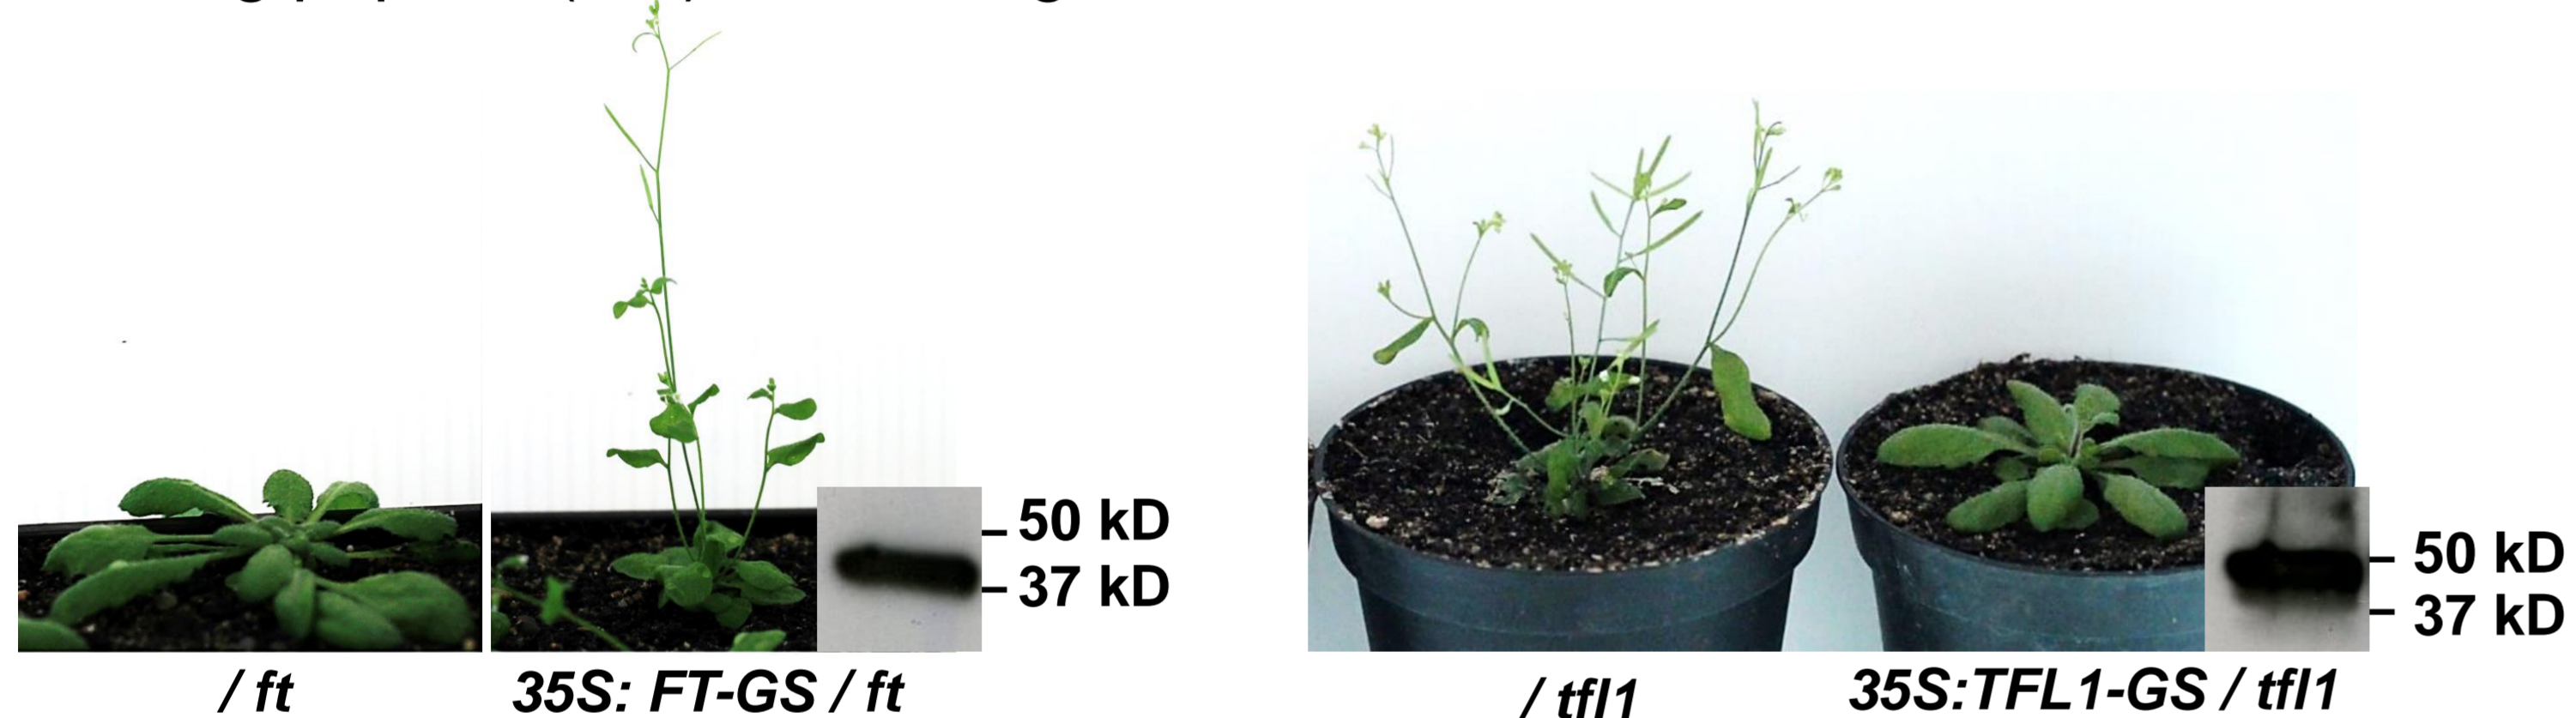 50 kD
37 kD
50 kD
37 kD
/ ft
35S: FT-GS / ft
/ tfl1
35S:TFL1-GS / tfl1